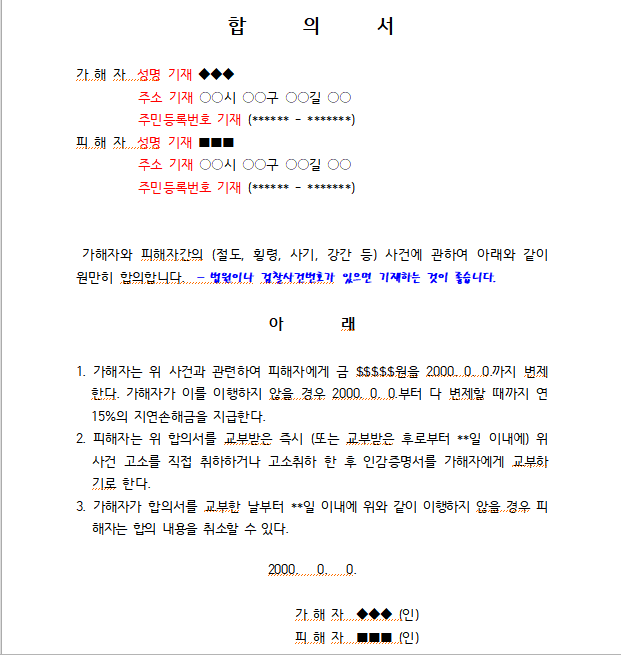 합 의 서
가 해 자 성명 기재 ◆◆◆
주소 기재 ○○시 ○○구 ○○길 ○○
주민등록번호 기재 (****** - *******)
피 해 자 성명 기재 ■■■
주소 기재 ○○시 ○○구 ○○길 ○○
주민등록번호 기재 (****** - *******)
가해자와 피해자간의 (절도, 횡령, 사기, 강간 등) 사건에 관하여 아래와 같이
원만히 합의합니다. - 법원이나 검찰사건번호가 있으면 기재하는 것이 좋습니다.
아 래
1. 가해자는 위 사건과 관련하여 피해자에게 금 $$$$$원을 2000. 0. 0.까지 변제
한다. 가해자가 이를 이행하지 않을 경우 2000. 0. 0.부터 다 변제할 때까지 연
15%의 지연손해금을 지급한다.
2. 피해자는 위 합의서를 교부받은 즉시 (또는 교부받은 후로부터 **일 이내에) 위
사건 고소를 직접 취하하거나 고소취하 한 후 인감증명서를 가해자에게 교부하
기로 한다.
3. 가해자가 합의서를 교부한 날부터 **일 이내에 위와 같이 이행하지 않을 경우 피
해자는 합의 내용을 취소할 수 있다.
2000. 0. 0.
가 해 자 ◆◆◆ (인)
피 해 자 ■■■ (인)